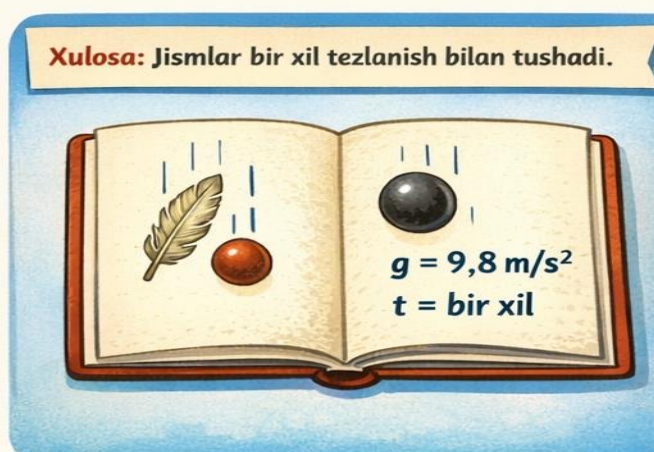 Xulosa: Jismlar bir xil tezlanish bilan tushadi.
g = 9,8 m/s²
t = bir xil